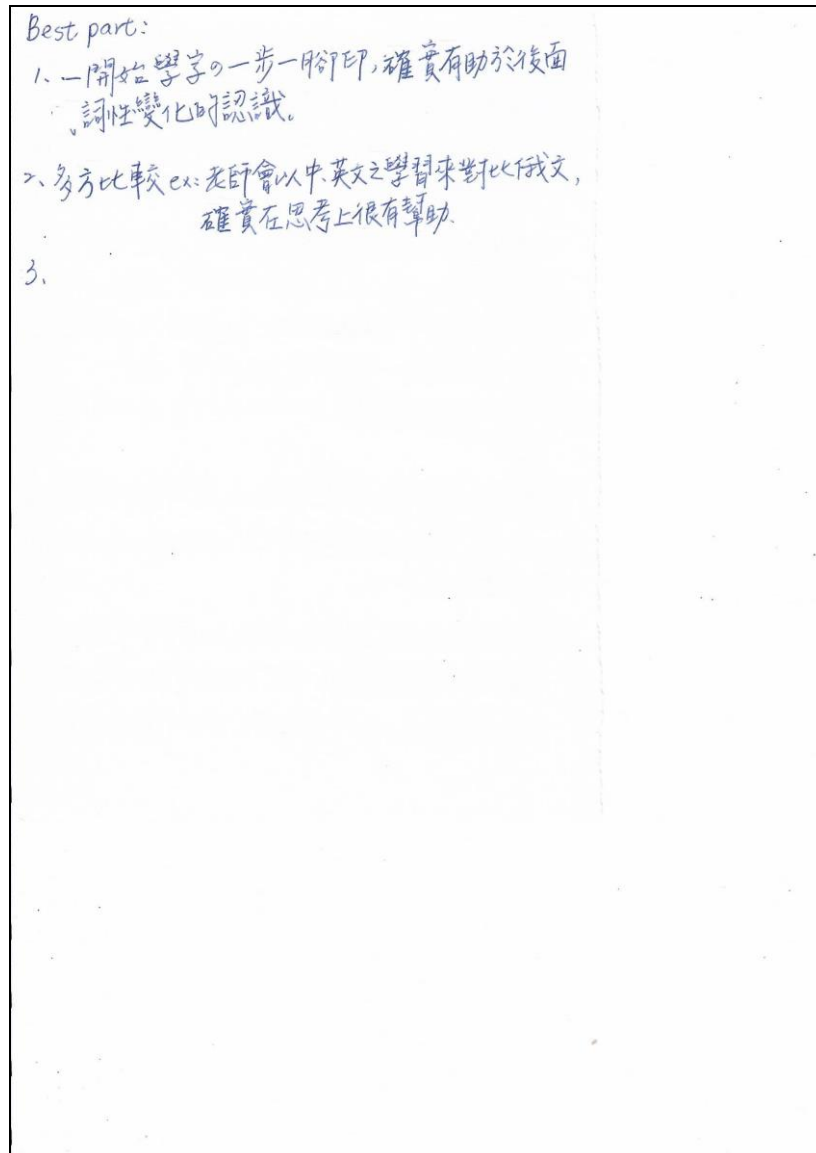 Best part:
1、一開始學字の一步一腳印,確實有助於後面
詞性變化的認識。
2、多方比較 ex: 老師會以中、英文之學習來對比俄文,
確實在思考上很有幫助.
3、